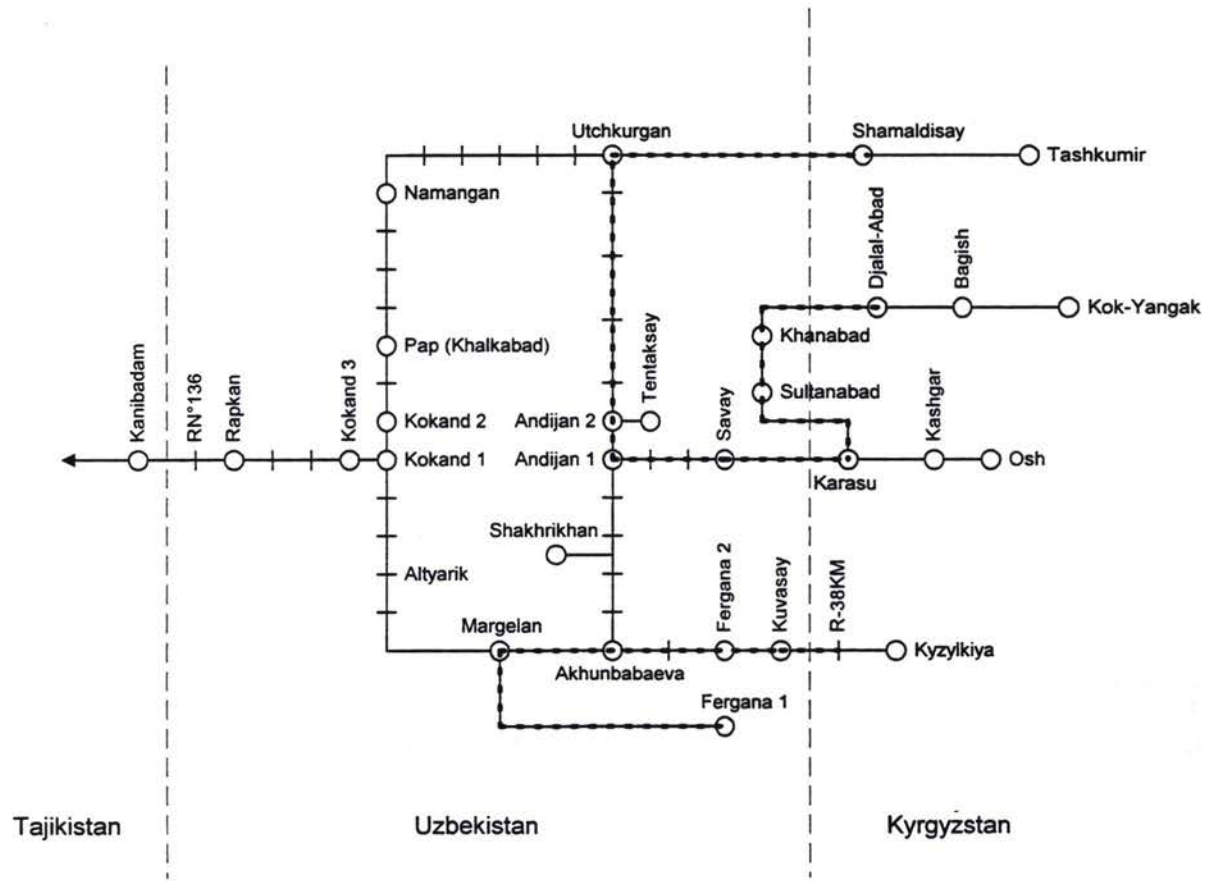 Utchkurgan
Shamaldisay
Tashkumir
Namangan
Djalal-Abad
Bagish
Kok-Yangak
Khanabad
Pap (Khalkabad)
Tentaksay
Sultanabad
Kanibadam
RN°136
Rapkan
Kokand 3
Kokand 2
Andijan 2
Savay
Kashgar
Kokand 1
Andijan 1
Karasu
Osh
Shakhrikhan
Altyarik
Fergana 2
Kuvasay
R-38KM
Margelan
Akhunbabaeva
Kyzylkiya
Fergana 1
Tajikistan
Uzbekistan
Kyrgyzstan